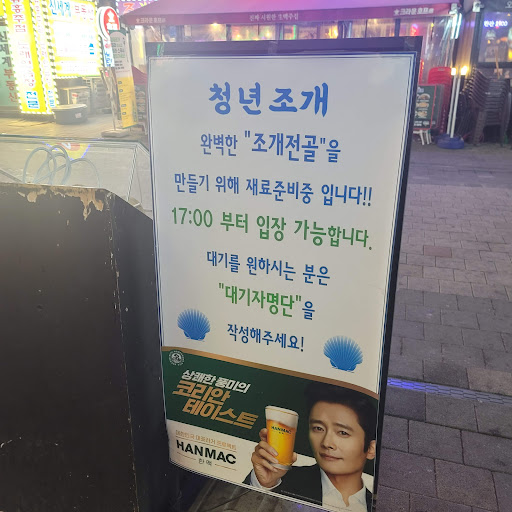 청년조개
완벽한 "조개전골"을
만들기 위해 재료준비중 입니다!!
17:00 부터 입장 가능합니다.
대기를 원하시는 분은
"대기자명단"을
작성해주세요!
상쾌한 풍미의
코리안
테이스트
HANMAC
HANMAC
한맥